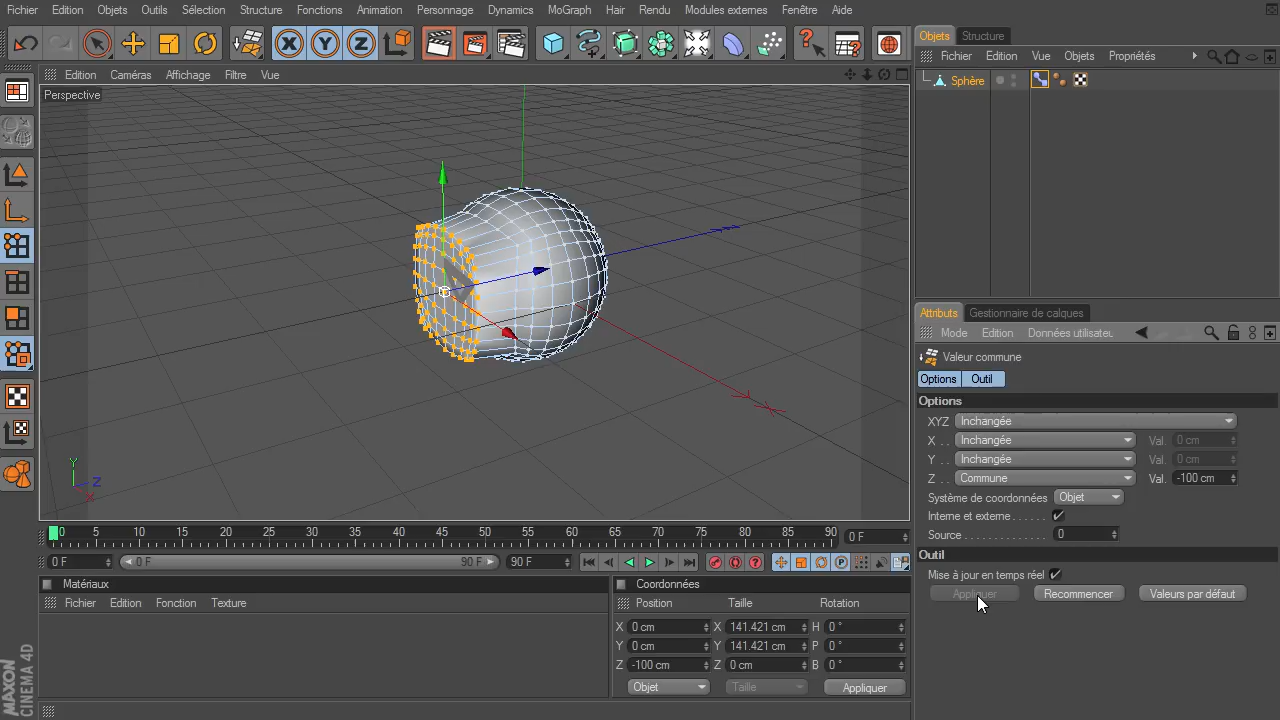 Fichier Edition Objets Outils Sélection Structure Fonctions Animation Personnage Dynamics MoGraph Hair Rendu Modules externes Fenêtre Aide
X Y Z
Objets Structure
Fichier Edition Vue Objets Propriétés
Edition Caméras Affichage Filtre Vue
Perspective
Sphère
Y
Z
X
Attributs Gestionnaire de calques
Mode Edition Données utilisateu
Valeur commune
Options Outil
Options
XYZ Inchangée
X . . Inchangée Val. 0 cm
Y . . Inchangée Val. 0 cm
Z . . Commune Val. -100 cm
Système de coordonnées Objet
Interne et externe . . . . . .
Source . . . . . . . . . . . . . . 0
Outil
Mise à jour en temps réel
Appliquer Recommencer Valeurs par défaut
0 5 10 15 20 25 30 35 40 45 50 55 60 65 70 75 80 85 90 0 F
0 F 0 F 90 F 90 F
P
Matériaux
Fichier Edition Fonction Texture
Coordonnées
Position Taille Rotation
X 0 cm X 141.421 cm H 0 °
Y 0 cm Y 141.421 cm P 0 °
Z -100 cm Z 0 cm B 0 °
Objet Taille Appliquer
MAXON
CINEMA 4D